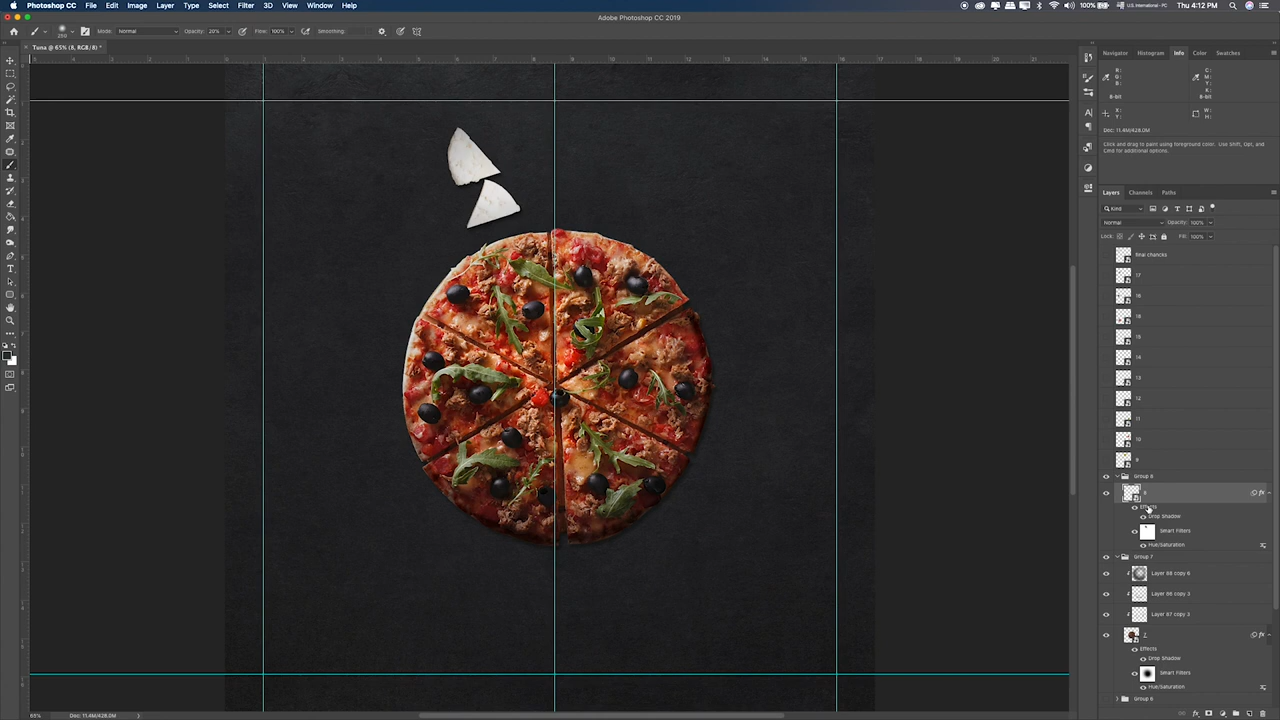 Photoshop CC File Edit Image Layer Type Select Filter 3D View Window Help
100% U.S. International - PC Thu 4:12 PM
Adobe Photoshop CC 2019
250 Mode: Normal Opacity: 20% Flow: 100% Smoothing:
Tuna @ 65% (8, RGB/8) *
Navigator Histogram Info Swatches Color
R: G: B: 8-bit
C: M: Y: K: 8-bit
X: Y: W: H:
Doc: 11.4M/428.0M
Click and drag to paint using foreground color. Use Shift, Opt, and
Cmd for additional options.
Layers Channels Paths
Kind
Normal Opacity: 100%
Lock: Fill: 100%
final chancks
17
16
18
15
14
13
12
11
10
9
Group 6
8
Effects
Drop Shadow
Smart Filters
Hue/Saturation
Group 7
Layer 68 copy 6
Layer 66 copy 3
Layer 67 copy 3
7
Effects
Drop Shadow
Smart Filters
Hue/Saturation
Group 6
65% Doc: 11.4M/428.0M